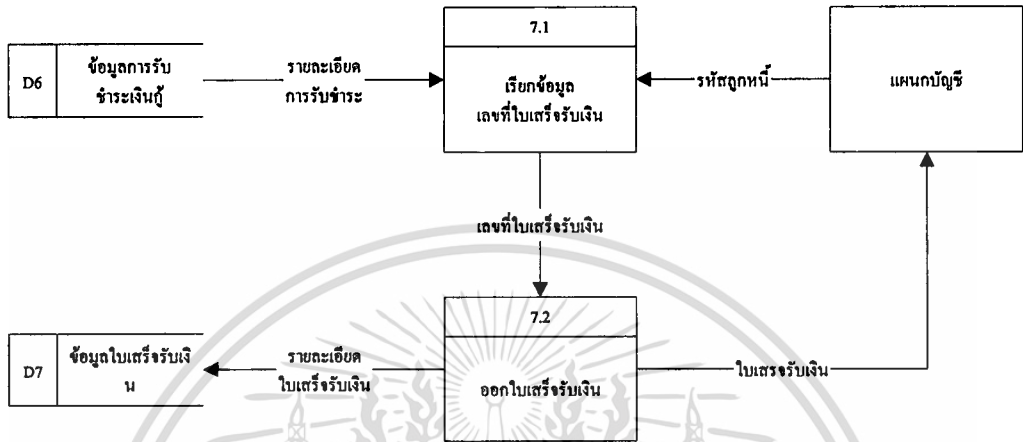 7.1
D6
ข้อมูลการรับ
ชำระเงินกู้
รายละเอียด
การรับชำระ
เรียกข้อมูล
เลขที่ใบเสร็จรับเงิน
รหัสลูกหนี้
แผนกบัญชี
เลขที่ใบเสร็จรับเงิน
7.2
D7
ข้อมูลใบเสร็จรับเงิ
น
รายละเอียด
ใบเสร็จรับเงิน
ออกใบเสร็จรับเงิน
ใบเสรจรับเงิน